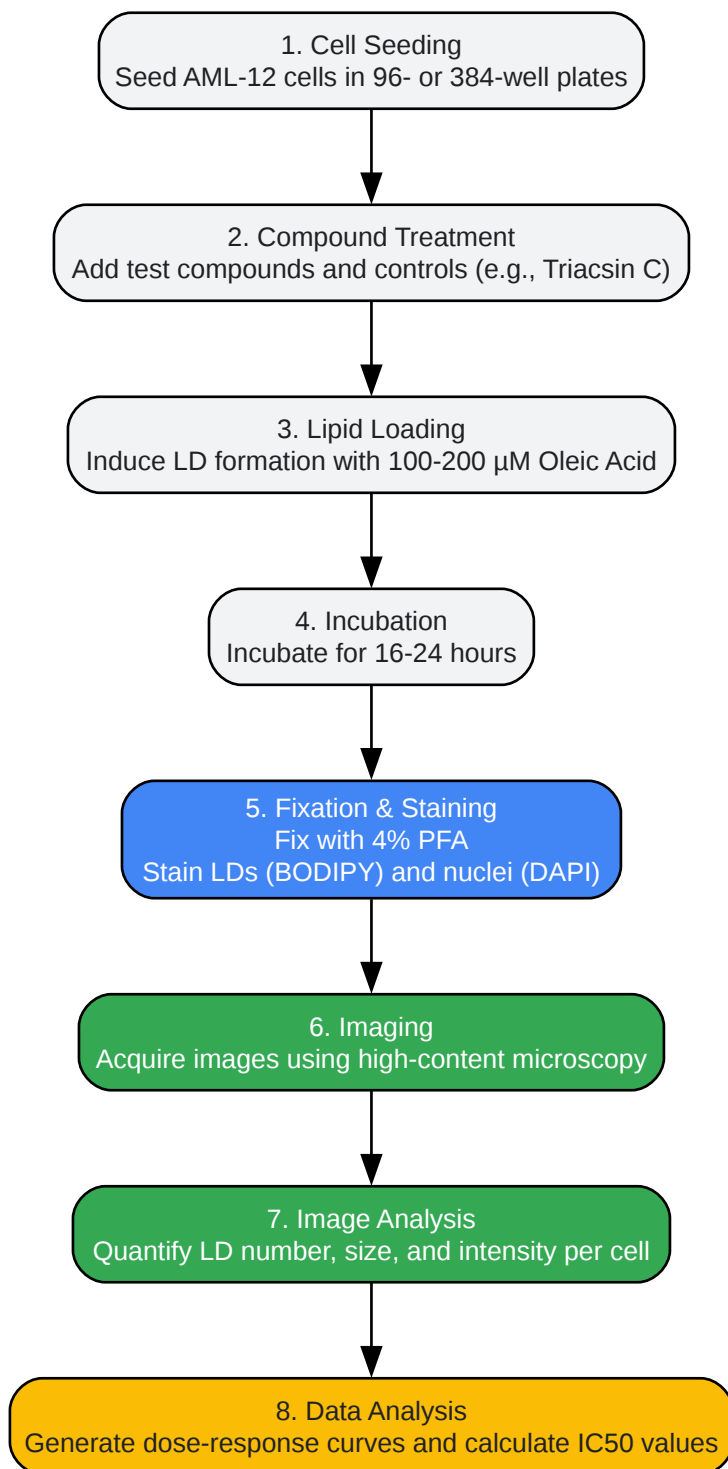 1. Cell Seeding
Seed AML-12 cells in 96- or 384-well plates
2. Compound Treatment
Add test compounds and controls (e.g., Triacsin C)
3. Lipid Loading
Induce LD formation with 100-200 µM Oleic Acid
4. Incubation
Incubate for 16-24 hours
5. Fixation & Staining
Fix with 4% PFA
Stain LDs (BODIPY) and nuclei (DAPI)
6. Imaging
Acquire images using high-content microscopy
7. Image Analysis
Quantify LD number, size, and intensity per cell
8. Data Analysis
Generate dose-response curves and calculate IC50 values